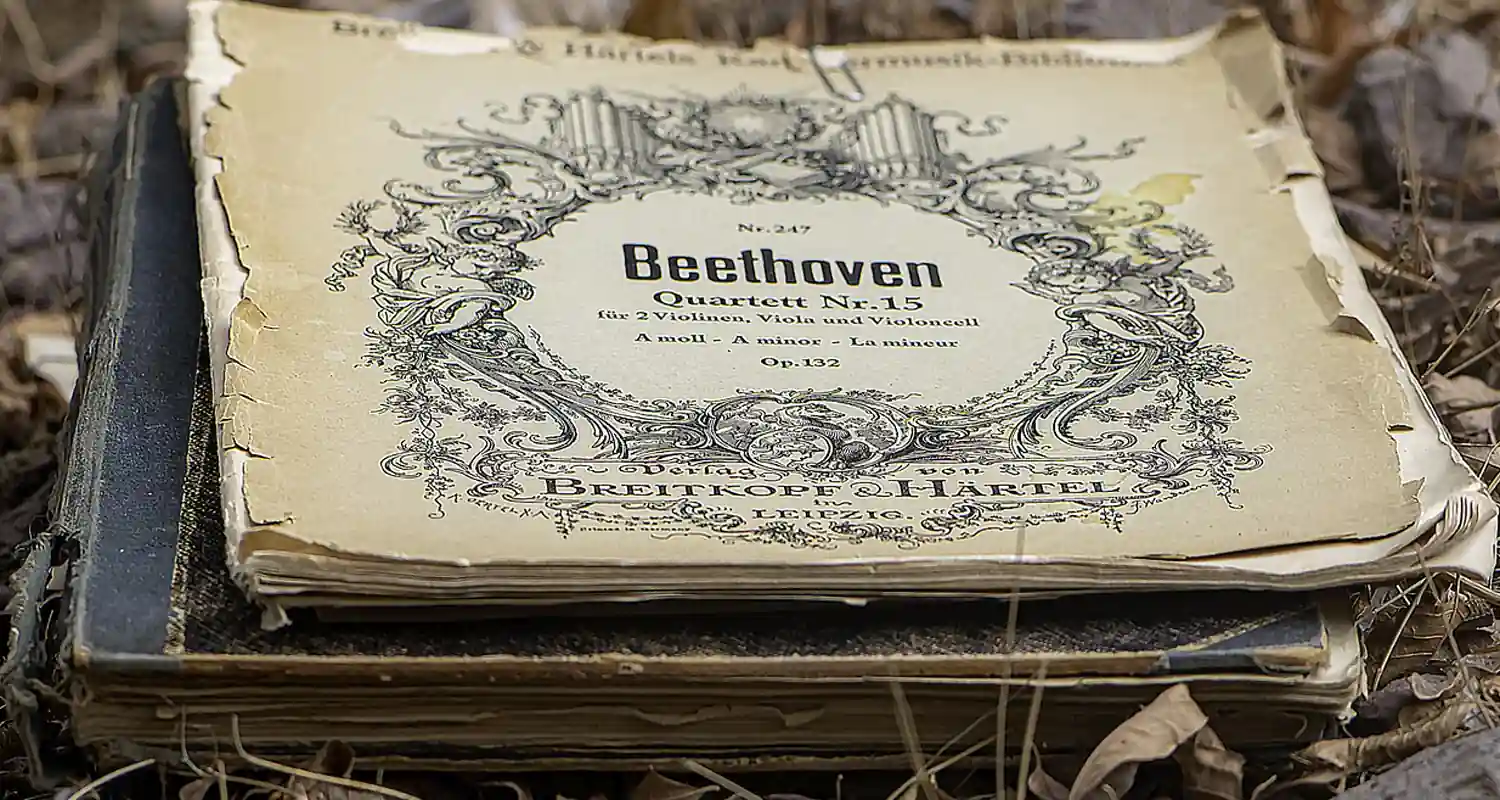 & Härtels
Nr. 247
Beethoven
Quartett Nr. 15
für 2 Violinen, Viola und Violoncell
A moll - A minor - La mineur
Op. 132
Verlag von
BREITKOPF & HÄRTEL
LEIPZIG